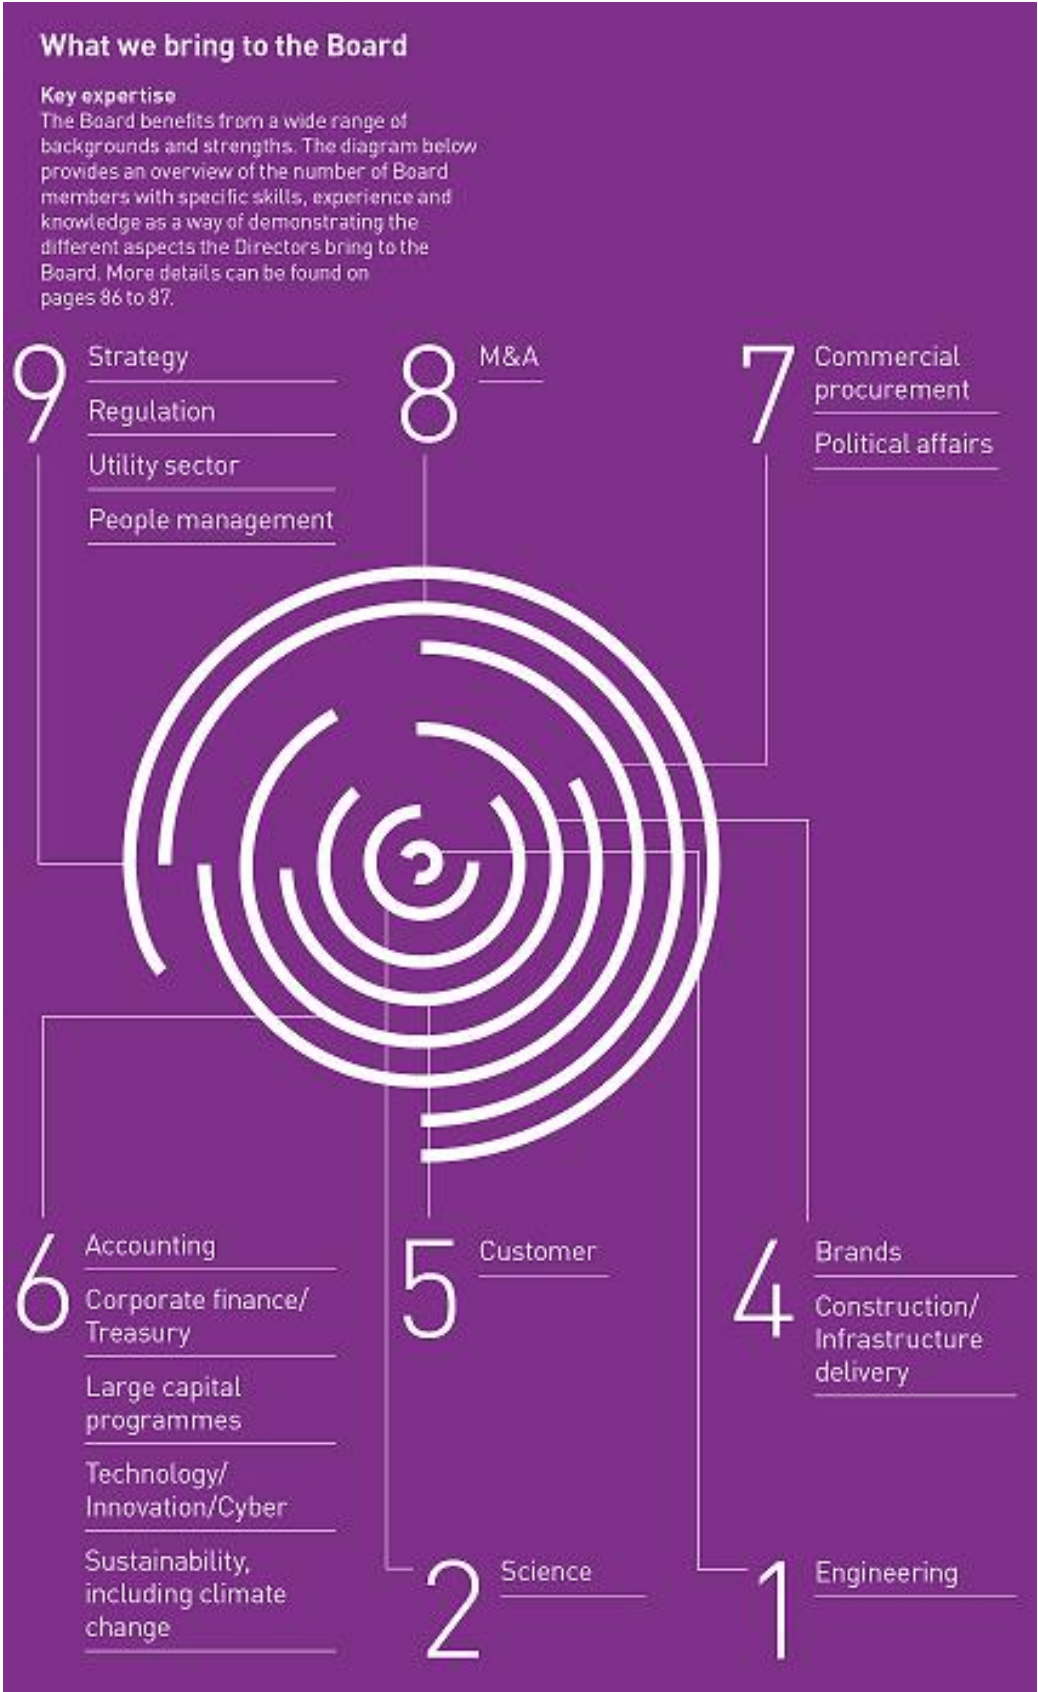 What we bring to the Board
Key expertise
The Board benefits from a wide range of
backgrounds and strengths. The diagram below
provides an overview of the number of Board
members with specific skills, experience and
knowledge as a way of demonstrating the
different aspects the Directors bring to the
Board. More details can be found on
pages 86 to 87.
9
Strategy
Regulation
Utility sector
People management
8
M&A
7
Commercial
procurement
Political affairs
6
Accounting
Corporate finance/
Treasury
Large capital
programmes
Technology/
Innovation/Cyber
Sustainability,
including climate
change
5
Customer
4
Brands
Construction/
Infrastructure
delivery
2
Science
1
Engineering